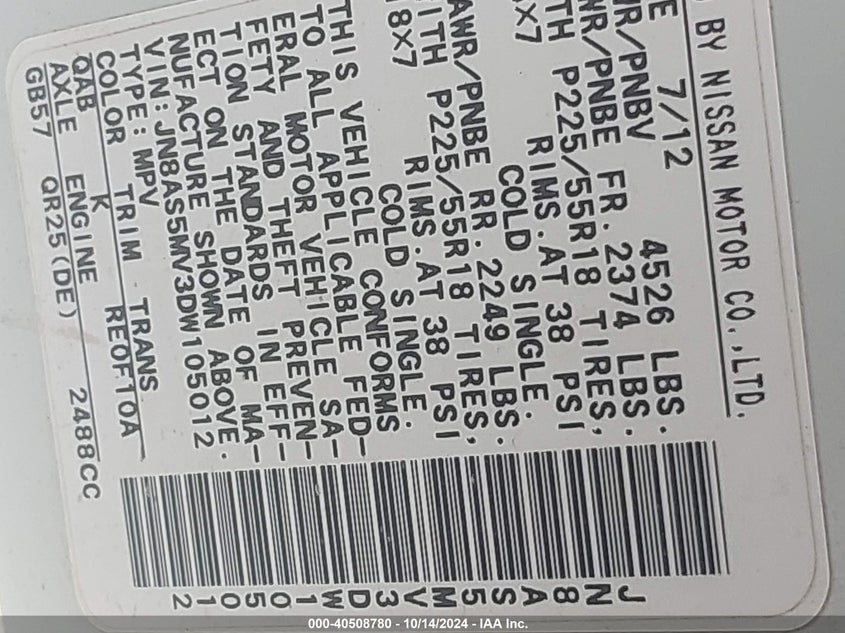 BY NISSAN MOTOR CO.,LTD.
E 7/12
WR/PNBV 4526 LBS.
WR/PNBE FR. 2374 LBS.
TH P225/55R18 TIRES,
×7 RIMS. AT 38 PSI
COLD SINGLE.
AWR/PNBE RR. 2249 LBS.
ITH P225/55R18 TIRES,
18×7 RIMS. AT 38 PSI
COLD SINGLE.
THIS VEHICLE CONFORMS
TO ALL APPLICABLE FED-
ERAL MOTOR VEHICLE SA-
FETY AND THEFT PREVEN-
TION STANDARDS IN EFF-
ECT ON THE DATE OF MA-
NUFACTURE SHOWN ABOVE.
VIN: JN8AS5MV3DW105012
TYPE: MPV
COLOR TRIM TRANS
QAB K REOF10A
AXLE ENGINE
GB57 QR25(DE) 2488CC
JN8AS5MV3DW105012
000-40508780 - 10/14/2024 - IAA Inc.